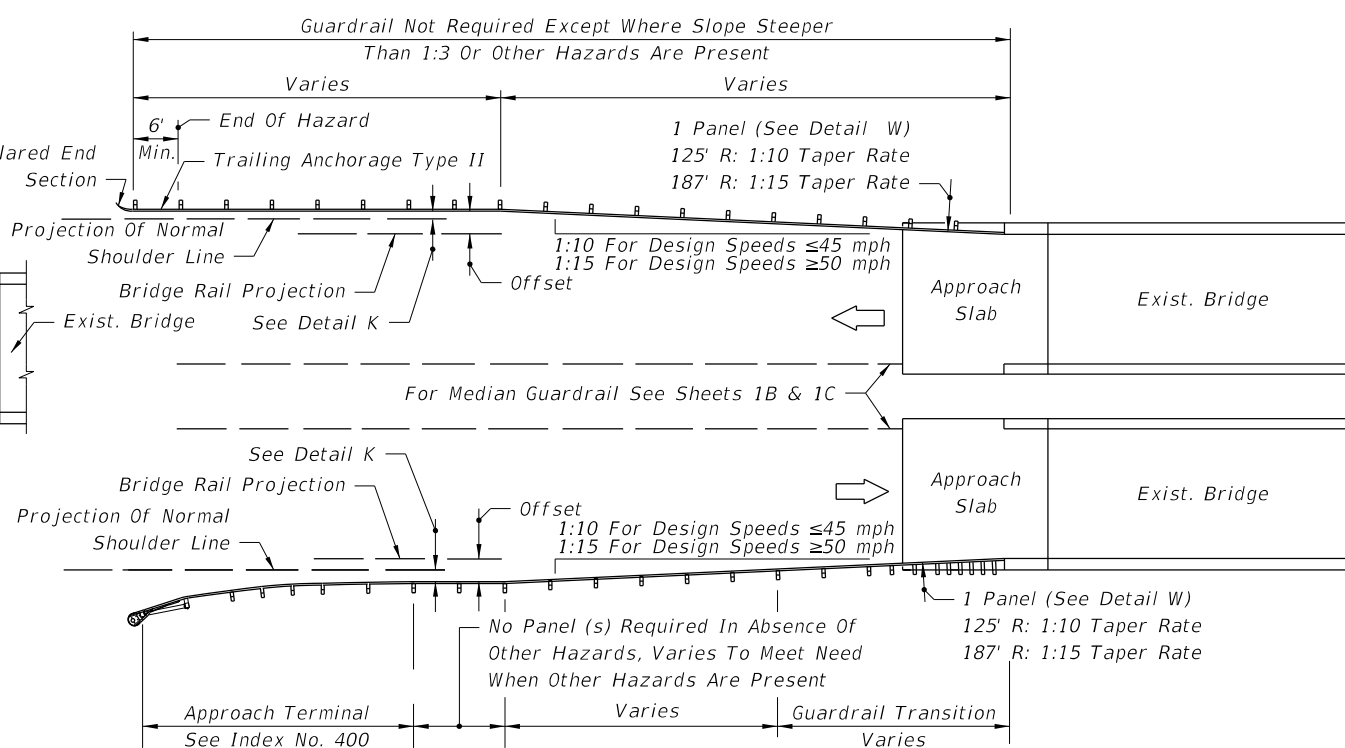 Guardrail Not Required Except Where Slope Steeper
Than 1:3 Or Other Hazards Are Present
Varies
Varies
6'
Min.
End Of Hazard
Trailing Anchorage Type II
lared End
Section
1 Panel (See Detail W)
125' R: 1:10 Taper Rate
187' R: 1:15 Taper Rate
Projection Of Normal
Shoulder Line
1:10 For Design Speeds ≤45 mph
1:15 For Design Speeds ≥50 mph
Offset
Bridge Rail Projection
See Detail K
Exist. Bridge
Approach
Slab
Exist. Bridge
For Median Guardrail See Sheets 1B & 1C
See Detail K
Bridge Rail Projection
Projection Of Normal
Shoulder Line
Offset
1:10 For Design Speeds ≤45 mph
1:15 For Design Speeds ≥50 mph
Approach
Slab
Exist. Bridge
1 Panel (See Detail W)
125' R: 1:10 Taper Rate
187' R: 1:15 Taper Rate
No Panel (s) Required In Absence Of
Other Hazards, Varies To Meet Need
When Other Hazards Are Present
Approach Terminal
See Index No. 400
Varies
Guardrail Transition
Varies